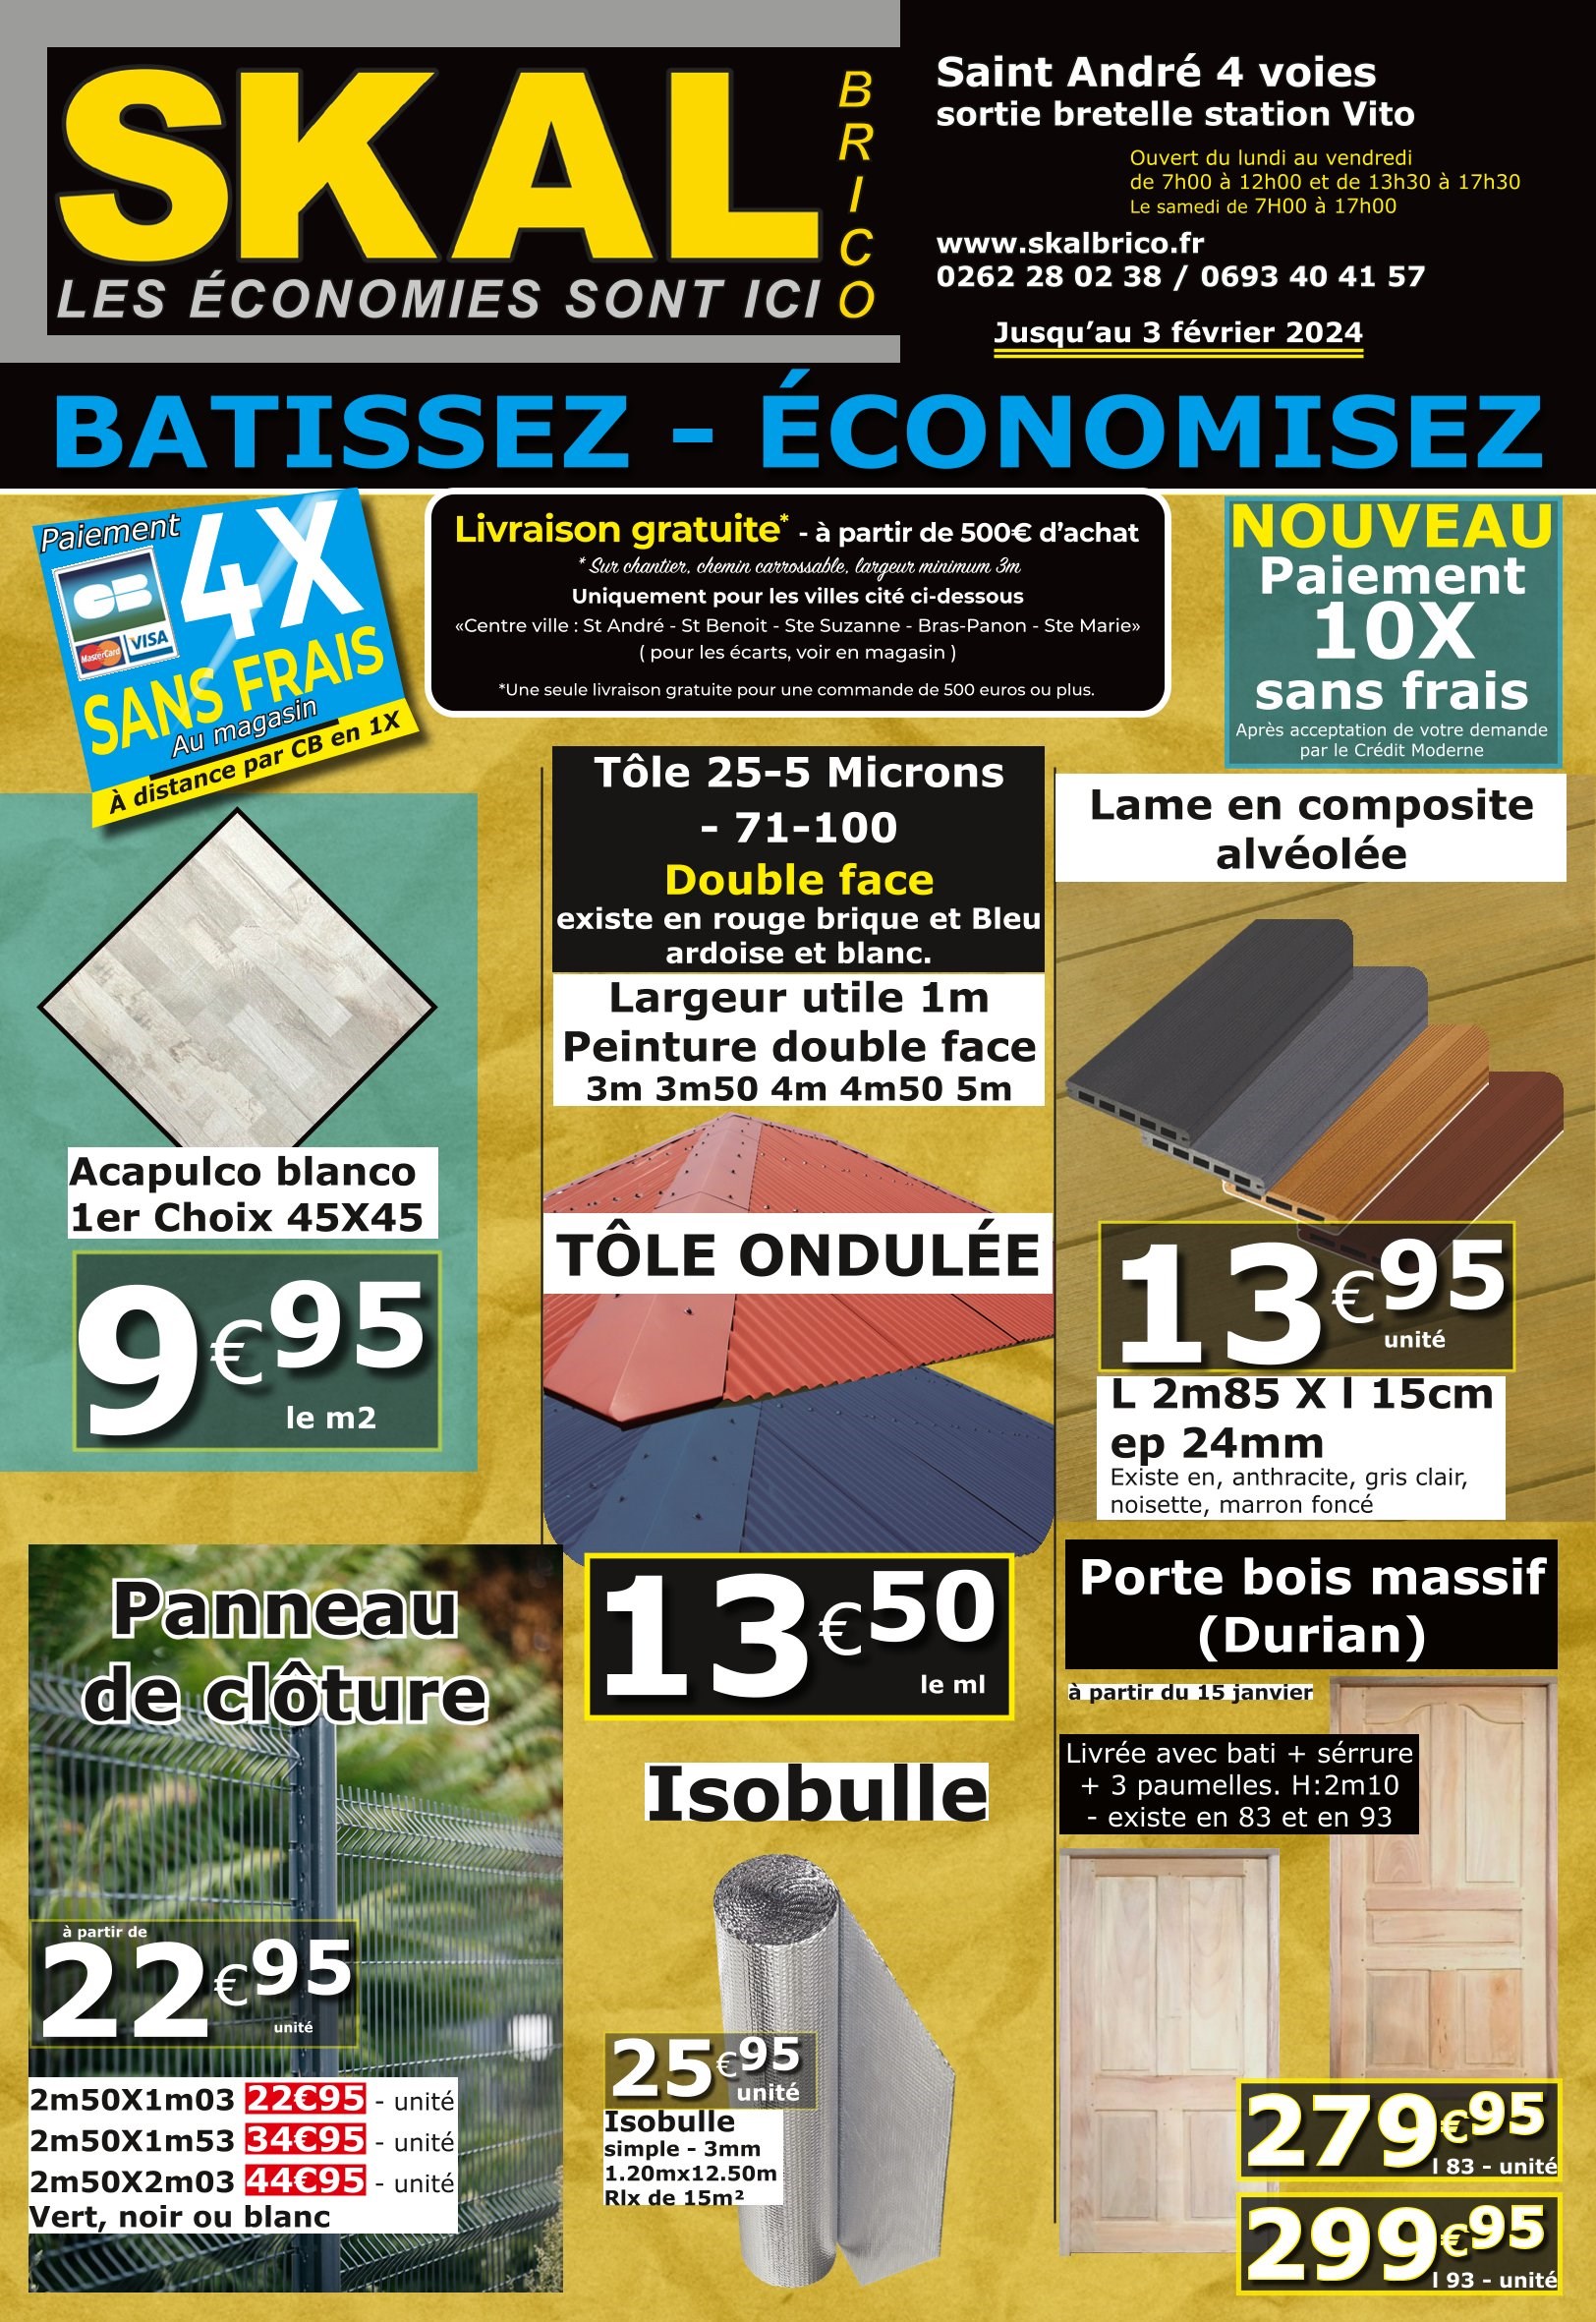 SKAL
BRICO
LES ÉCONOMIES SONT ICI
Saint André 4 voies
sortie bretelle station Vito
Ouvert du lundi au vendredi
de 7h00 à 12h00 et de 13h30 à 17h30
Le samedi de 7H00 à 17h00
www.skalbrico.fr
0262 28 02 38 / 0693 40 41 57
Jusqu’au 3 février 2024
BATISSEZ - ÉCONOMISEZ
Paiement
4X
CB
MasterCard VISA
SANS FRAIS
Au magasin
À distance par CB en 1X
Livraison gratuite* - à partir de 500€ d’achat
* Sur chantier, chemin carrossable, largeur minimum 3m
Uniquement pour les villes cité ci-dessous
«Centre ville : St André - St Benoit - Ste Suzanne - Bras-Panon - Ste Marie»
( pour les écarts, voir en magasin )
*Une seule livraison gratuite pour une commande de 500 euros ou plus.
NOUVEAU
Paiement
10X
sans frais
Après acceptation de votre demande
par le Crédit Moderne
Acapulco blanco
1er Choix 45X45
9€95
le m2
Tôle 25-5 Microns
- 71-100
Double face
existe en rouge brique et Bleu
ardoise et blanc.
Largeur utile 1m
Peinture double face
3m 3m50 4m 4m50 5m
TÔLE ONDULÉE
13€50
le ml
Lame en composite
alvéolée
13€95
unité
L 2m85 X l 15cm
ep 24mm
Existe en, anthracite, gris clair,
noisette, marron foncé
Panneau
de clôture
à partir de
22€95
unité
2m50X1m03 22€95 - unité
2m50X1m53 34€95 - unité
2m50X2m03 44€95 - unité
Vert, noir ou blanc
Isobulle
25€95
unité
Isobulle
simple - 3mm
1.20mx12.50m
Rlx de 15m²
Porte bois massif
(Durian)
à partir du 15 janvier
Livrée avec bati + sérrure
+ 3 paumelles. H:2m10
- existe en 83 et en 93
279€95
l 83 - unité
299€95
l 93 - unité